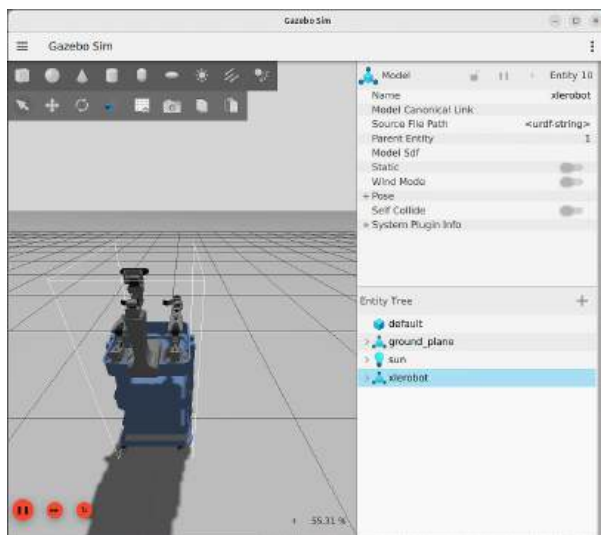 Gazebo Sim
Gazebo Sim
Model
Entity 10
Name
xlerobot
Model Canonical Link
Source File Path
<urdf-string>
Parent Entity
1
Model Sdf
Static
Wind Mode
+ Pose
Self Collide
+ System Plugin Info
Entity Tree
default
ground_plane
sun
xlerobot
55.31 %